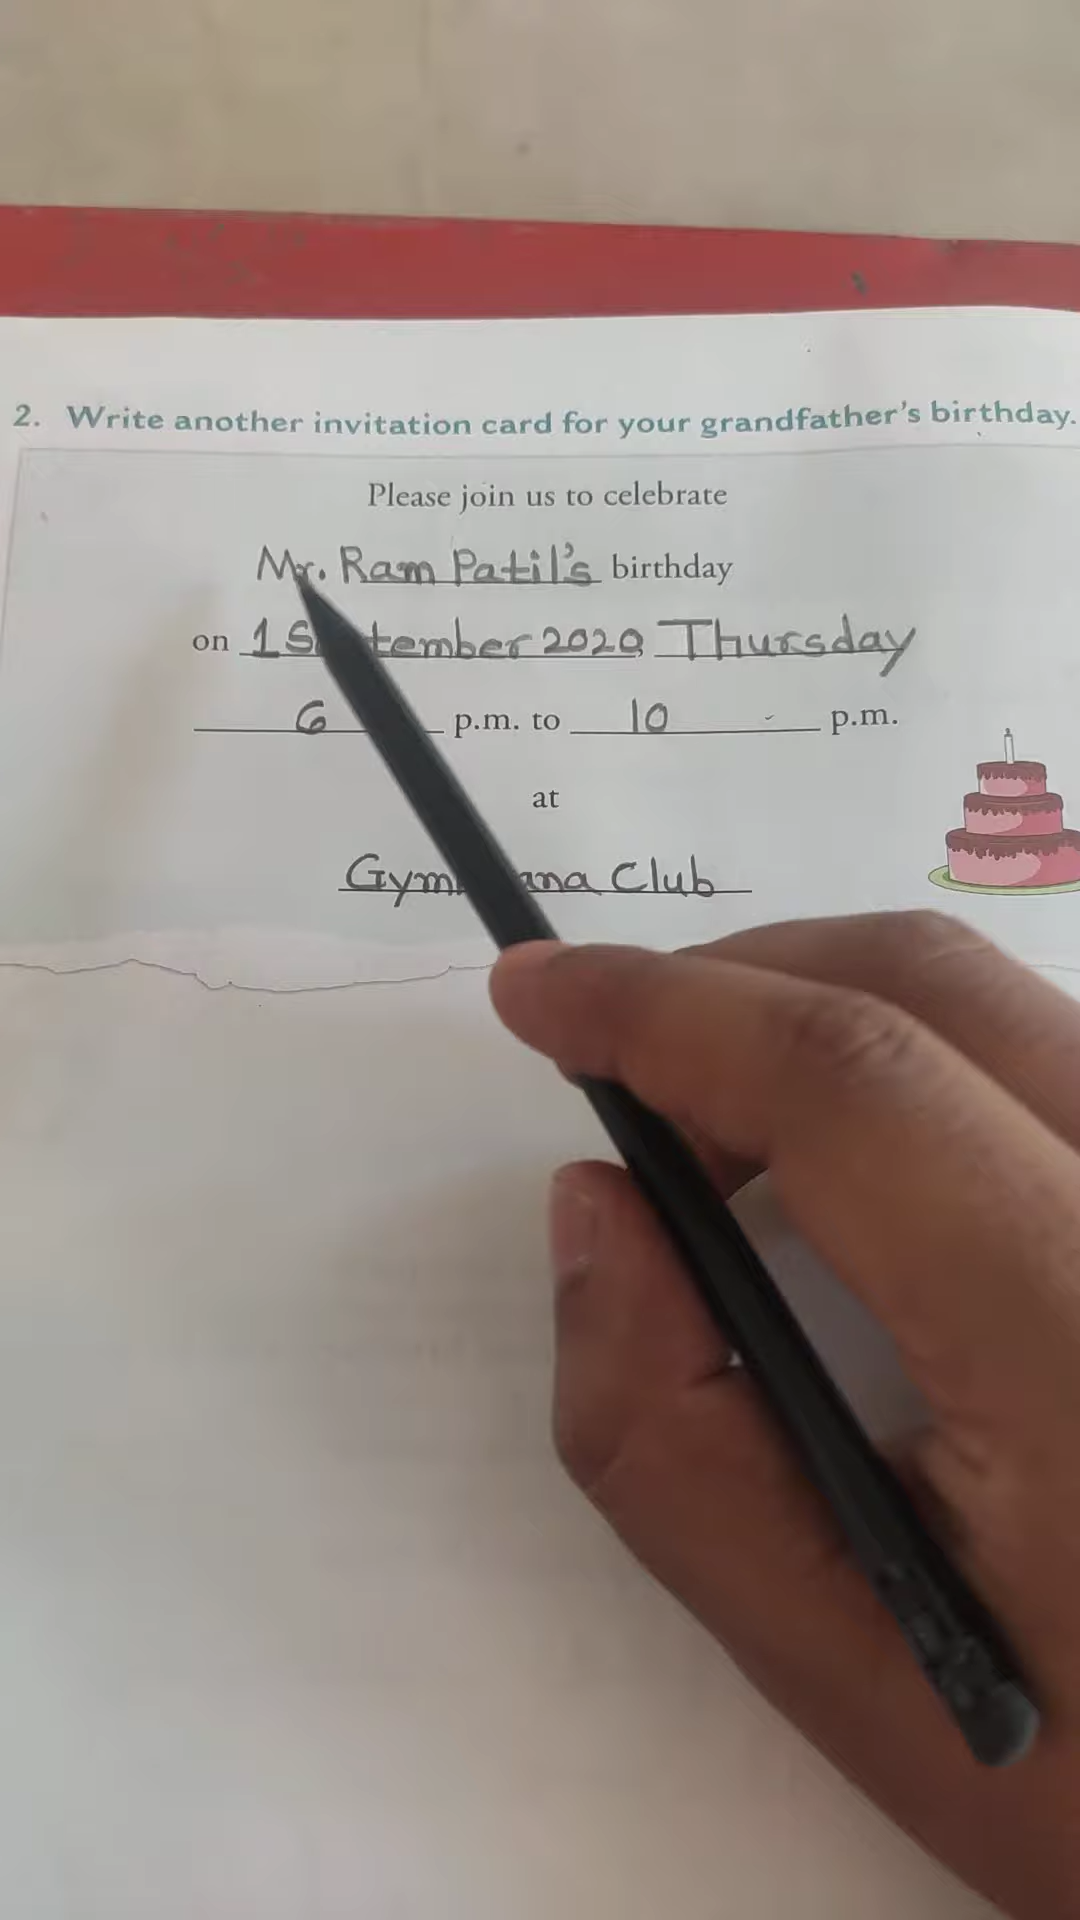 2. Write another invitation card for your grandfather's birthday.
Please join us to celebrate
Mr. Ram Patil's birthday
on 1 2020, Thursday
6 p.m. to 10 p.m.
at
Club